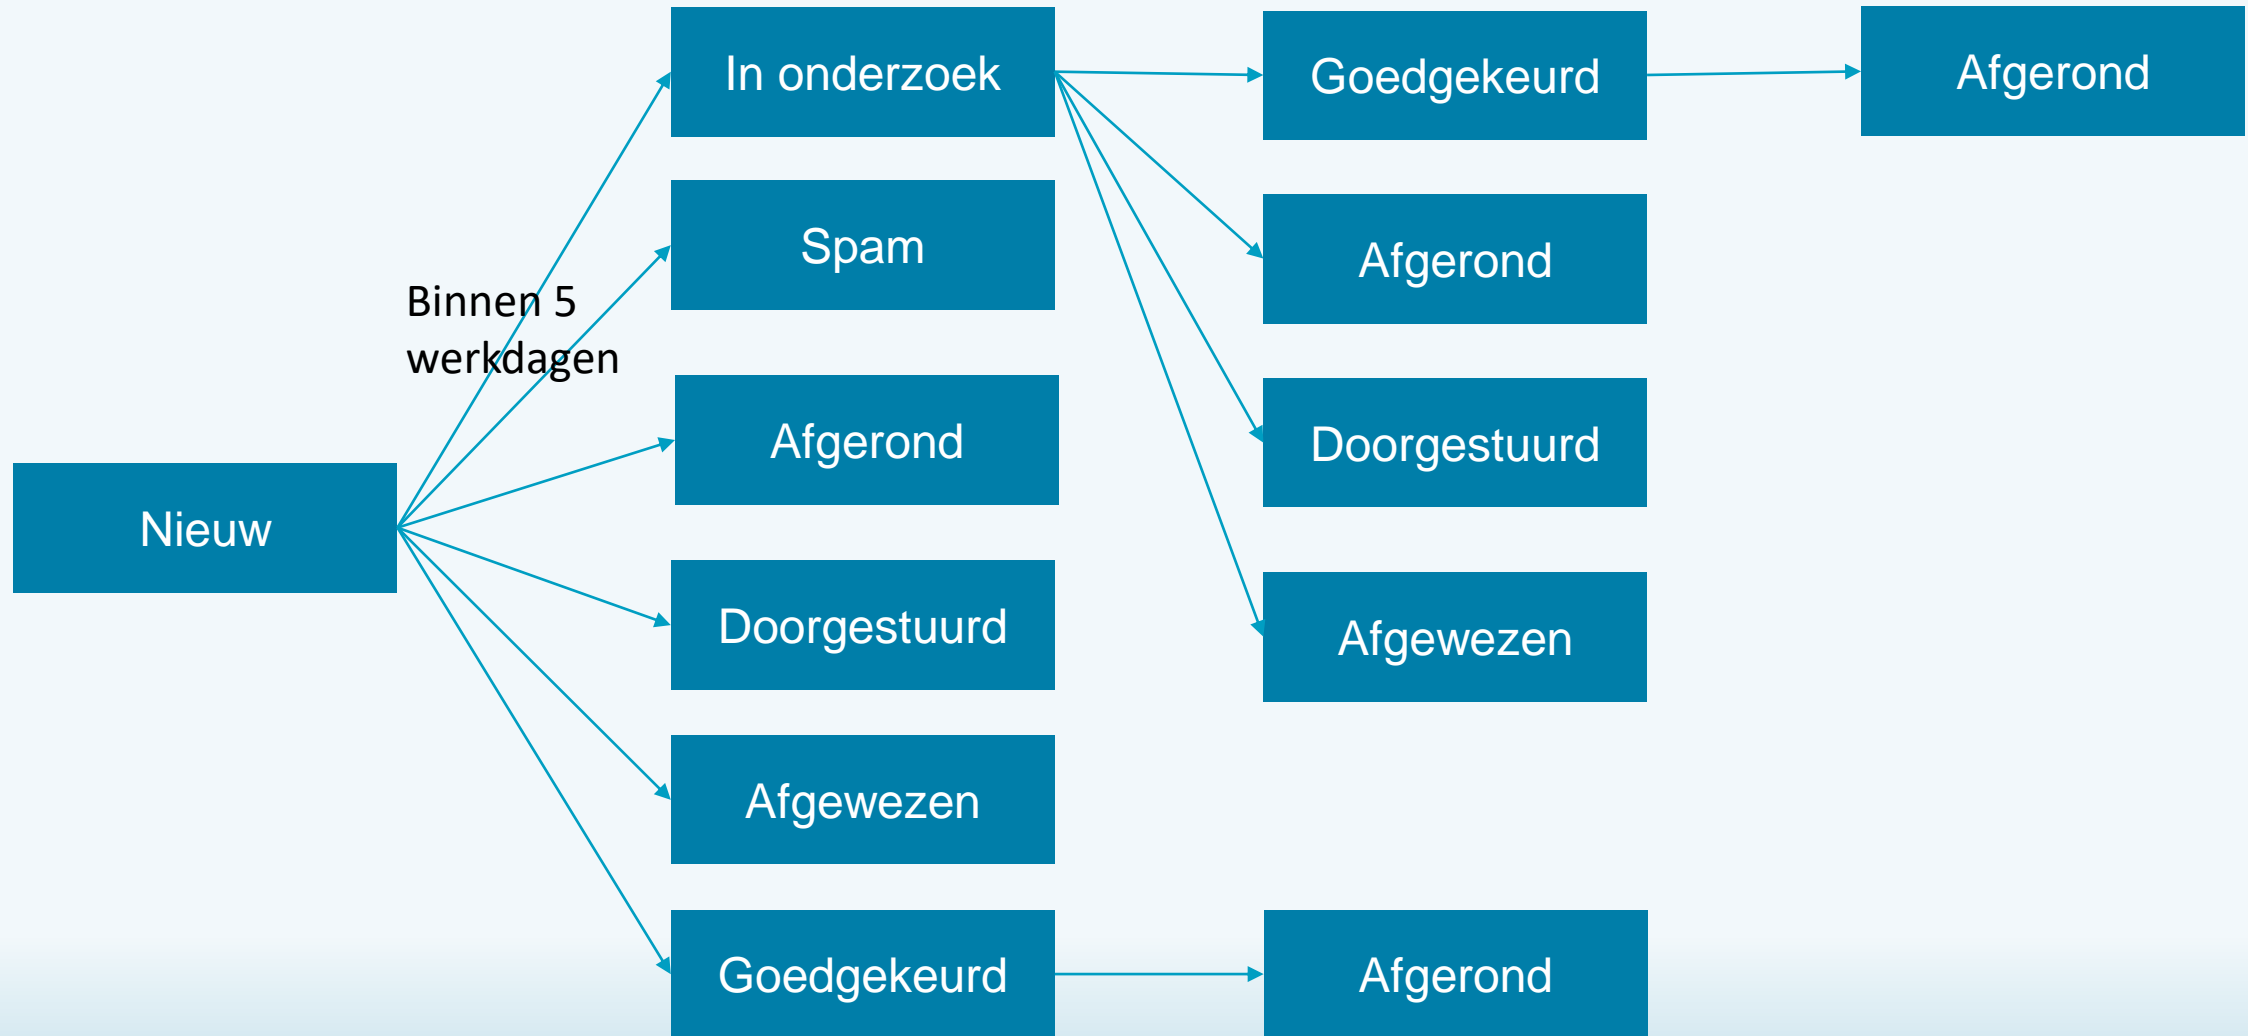 In onderzoek
Goedgekeurd
Afgerond
Spam
Afgerond
Binnen 5
werkdagen
Afgerond
Doorgestuurd
Nieuw
Doorgestuurd
Afgewezen
Afgewezen
Goedgekeurd
Afgerond